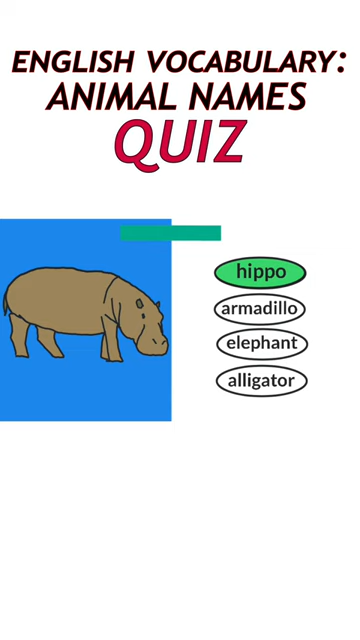 ENGLISH VOCABULARY:
ANIMAL NAMES
QUIZ
hippo
armadillo
elephant
alligator